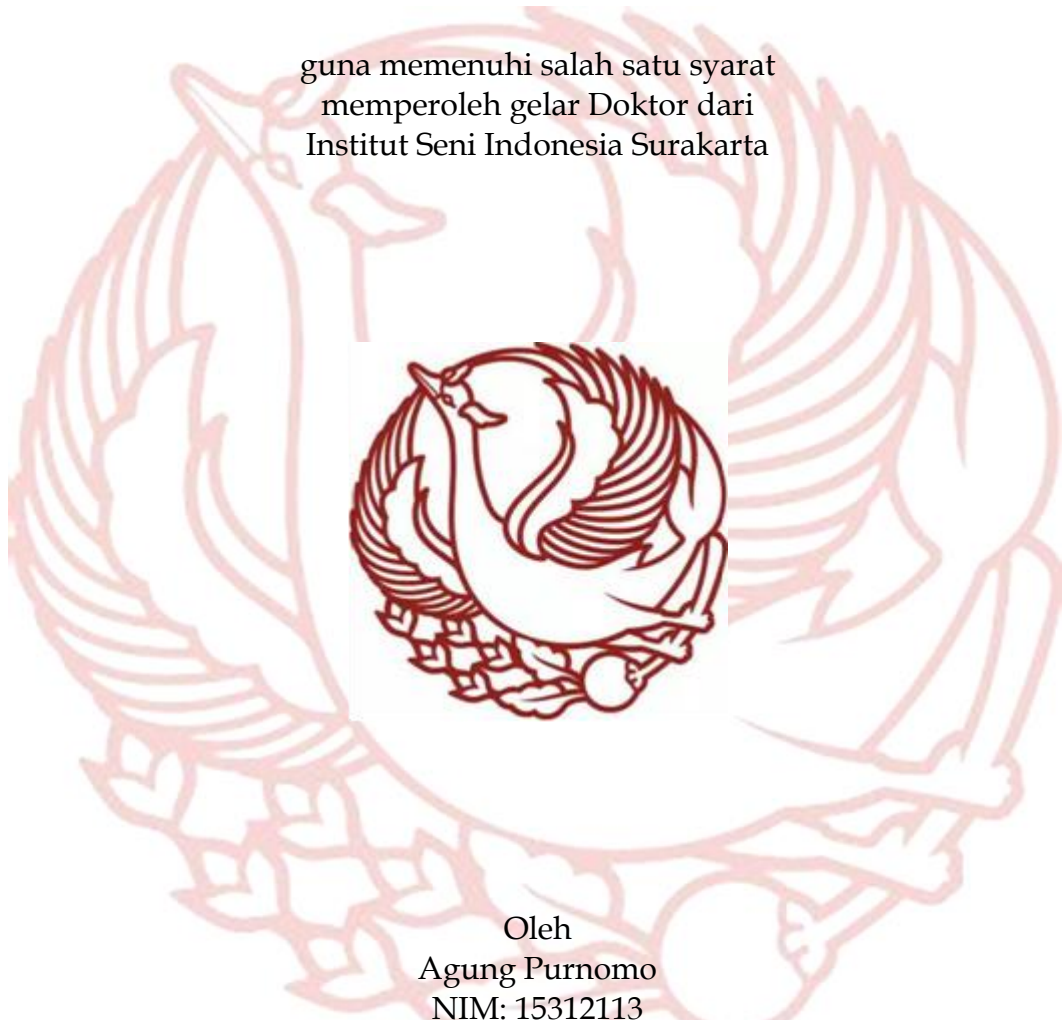 guna memenuhi salah satu syarat
memperoleh gelar Doktor dari
Institut Seni Indonesia Surakarta
Oleh
Agung Purnomo
NIM: 15312113